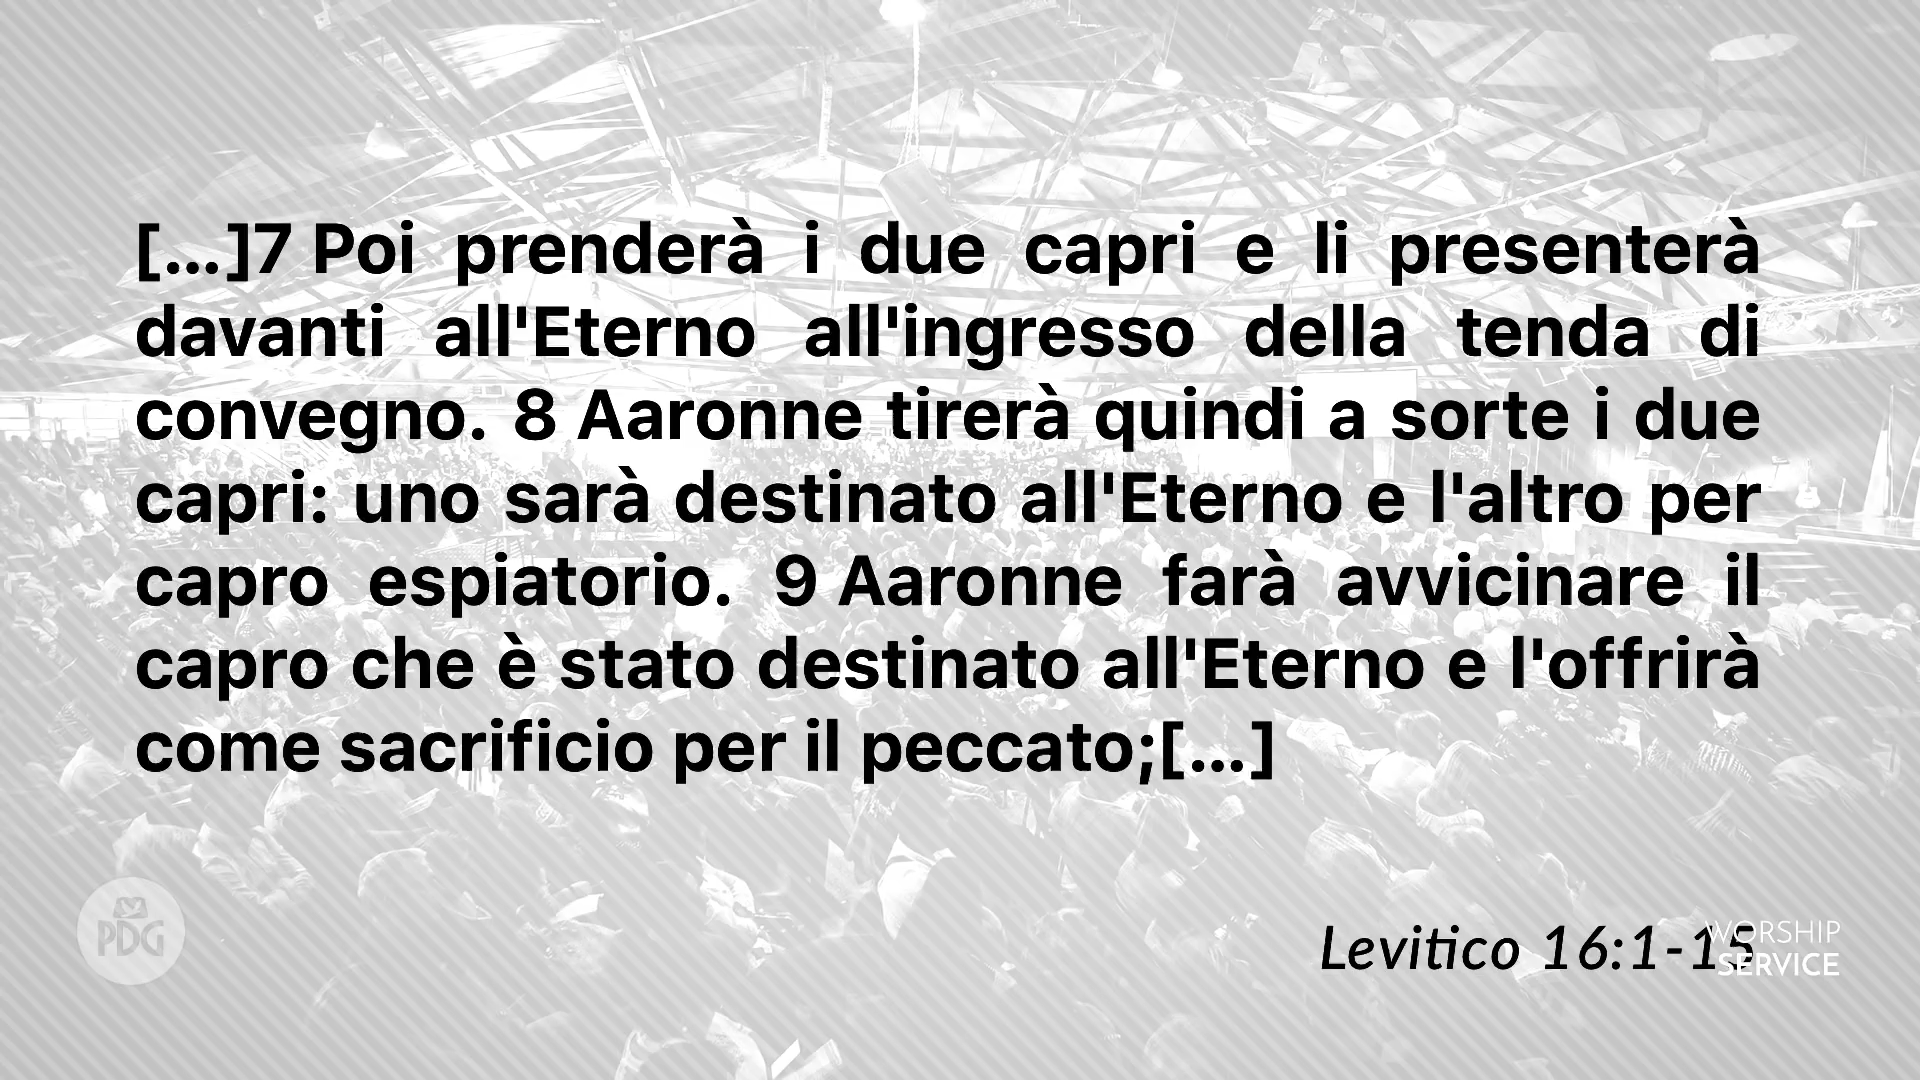 [...]7 Poi prenderà i due capri e li presenterà
davanti all'Eterno all'ingresso della tenda di
convegno. 8 Aaronne tirerà quindi a sorte i due
capri: uno sarà destinato all'Eterno e l'altro per
capro espiatorio. 9 Aaronne farà avvicinare il
capro che è stato destinato all'Eterno e l'offrirà
come sacrificio per il peccato;[...]
PDG
Levitico 16:1-15
WORSHIP
SERVICE